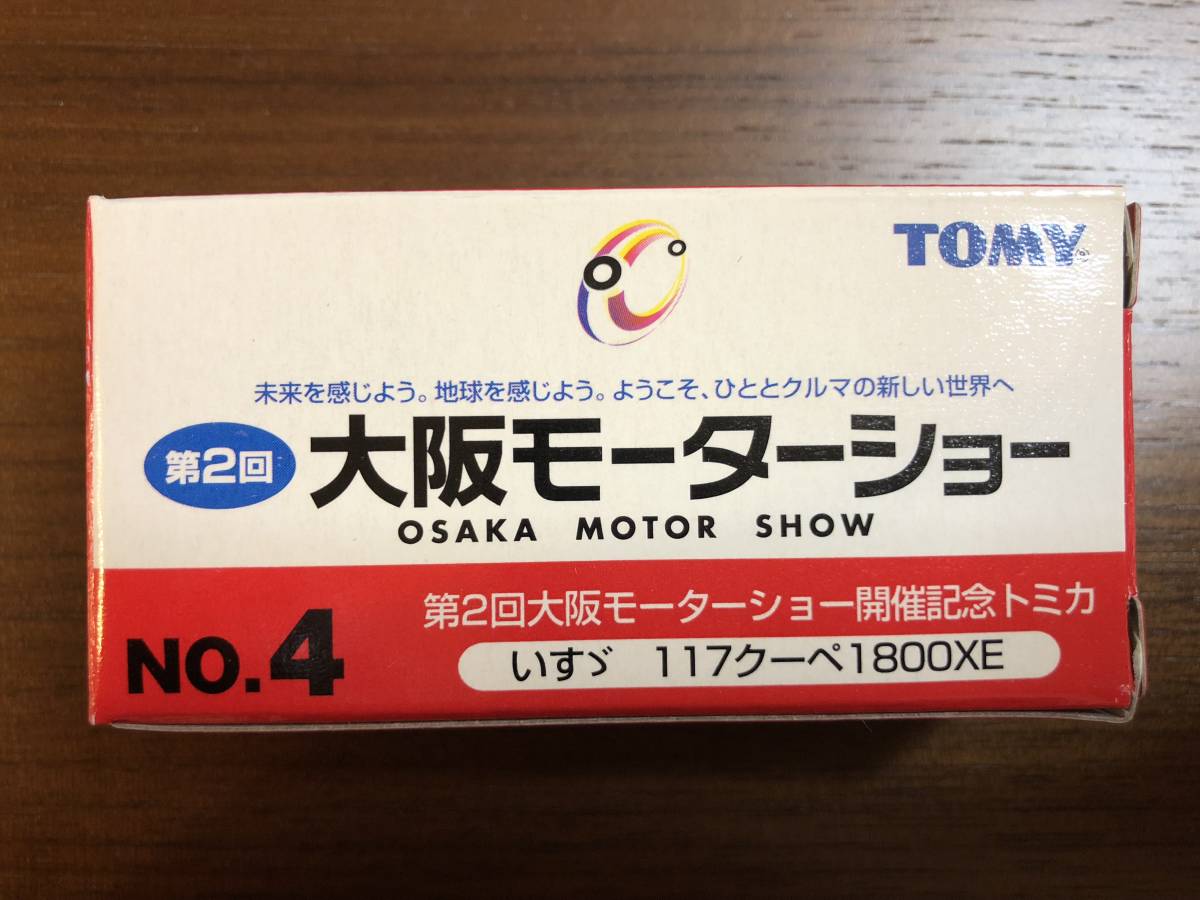 TOMY®
未来を感じよう。地球を感じよう。ようこそ、ひととクルマの新しい世界へ
第2回
大阪モーターショー
OSAKA MOTOR SHOW
第2回大阪モーターショー開催記念トミカ
NO.4
いすゞ 117クーペ1800XE